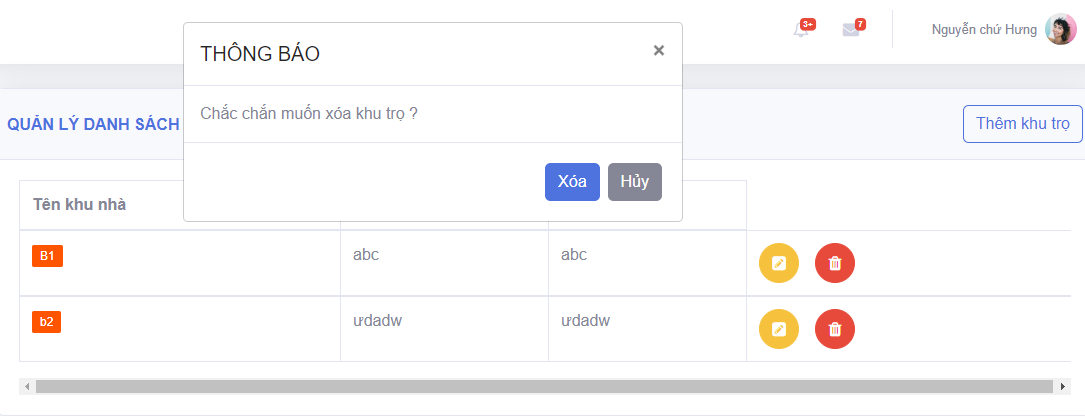 3+
7
Nguyễn chứ Hưng
THÔNG BÁO
×
Chắc chắn muốn xóa khu trọ ?
Xóa
Hủy
QUẢN LÝ DANH SÁCH
Thêm khu trọ
Tên khu nhà
B1
abc
abc
b2
ưdadw
ưdadw